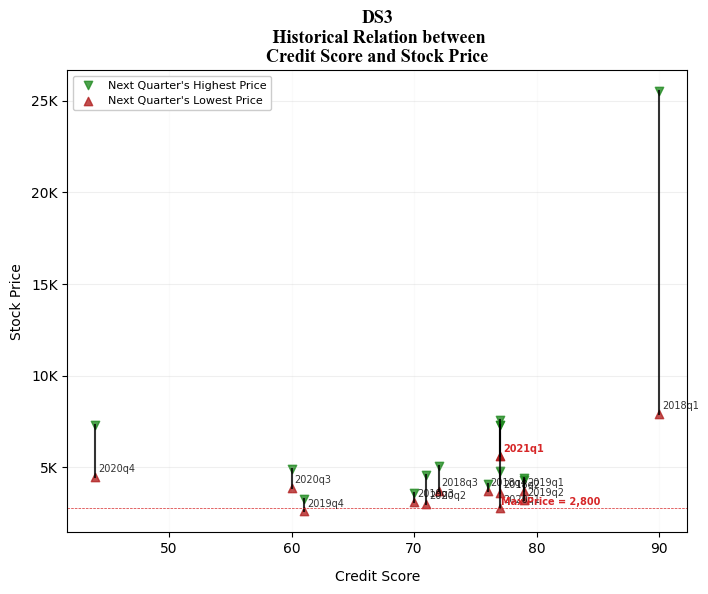 DS3
Historical Relation between
Credit Score and Stock Price
Next Quarter's Highest Price
Next Quarter's Lowest Price
25K
20K
15K
10K
5K
Stock Price
2018q1
2021q1
2020q4
2020q3
2018q3
2019q1
2019q2
2020q2
2019q4
Max Price = 2,800
50
60
70
80
90
Credit Score